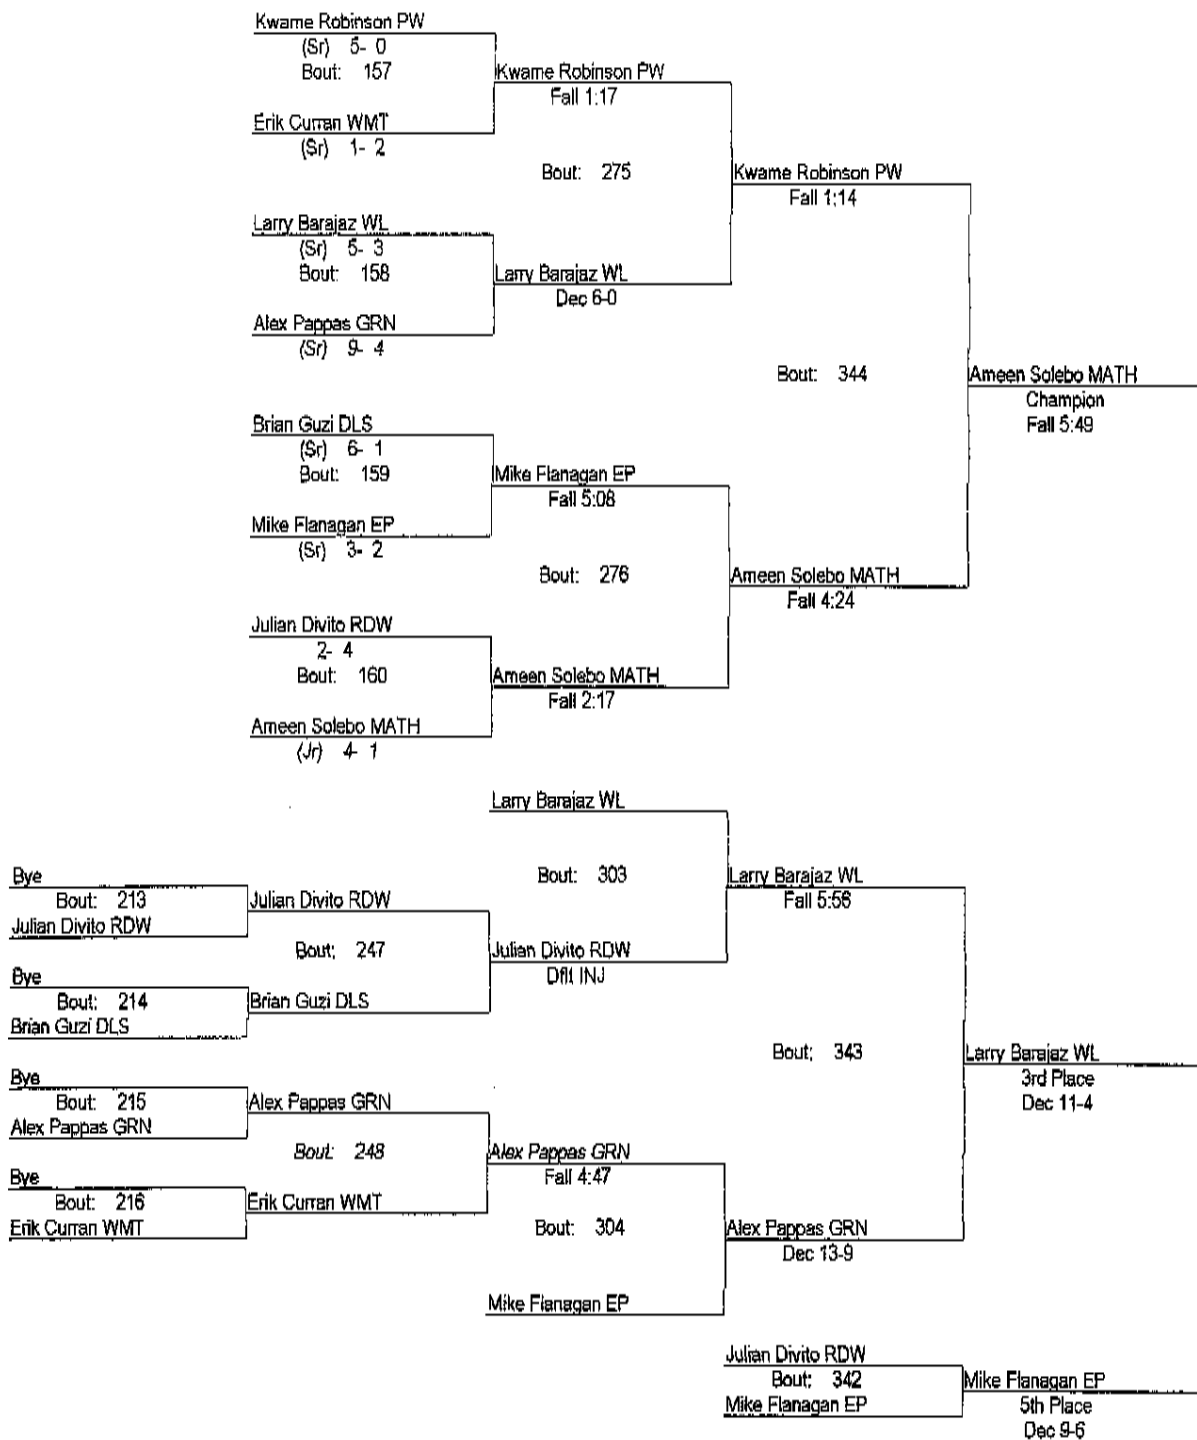 Kwame Robinson PW
(Sr) 5- 0
Bout: 157
Kwame Robinson PW
Fall 1:17
Erik Curran WMT
(Sr) 1- 2
Bout: 275
Kwame Robinson PW
Fall 1:14
Larry Barajaz WL
(Sr) 5- 3
Bout: 158
Larry Barajaz WL
Dec 6-0
Alex Pappas GRN
(Sr) 9- 4
Bout: 344
Ameen Solebo MATH
Champion
Fall 5:49
Brian Guzi DLS
(Sr) 6- 1
Bout: 159
Mike Flanagan EP
Fall 5:08
Mike Flanagan EP
(Sr) 3- 2
Bout: 276
Ameen Solebo MATH
Fall 4:24
Julian Divito RDW
2- 4
Bout: 160
Ameen Solebo MATH
Fall 2:17
Ameen Solebo MATH
(Jr) 4- 1
Larry Barajaz WL
Bout: 303
Larry Barajaz WL
Fall 5:56
Bye
Bout: 213
Julian Divito RDW
Julian Divito RDW
Bout: 247
Julian Divito RDW
Dflt INJ
Bye
Bout: 214
Brian Guzi DLS
Brian Guzi DLS
Bout: 343
Larry Barajaz WL
3rd Place
Dec 11-4
Bye
Bout: 215
Alex Pappas GRN
Alex Pappas GRN
Bout: 248
Alex Pappas GRN
Fall 4:47
Bye
Bout: 216
Erik Curran WMT
Erik Curran WMT
Bout: 304
Alex Pappas GRN
Dec 13-9
Mike Flanagan EP
Julian Divito RDW
Bout: 342
Mike Flanagan EP
Mike Flanagan EP
5th Place
Dec 9-6